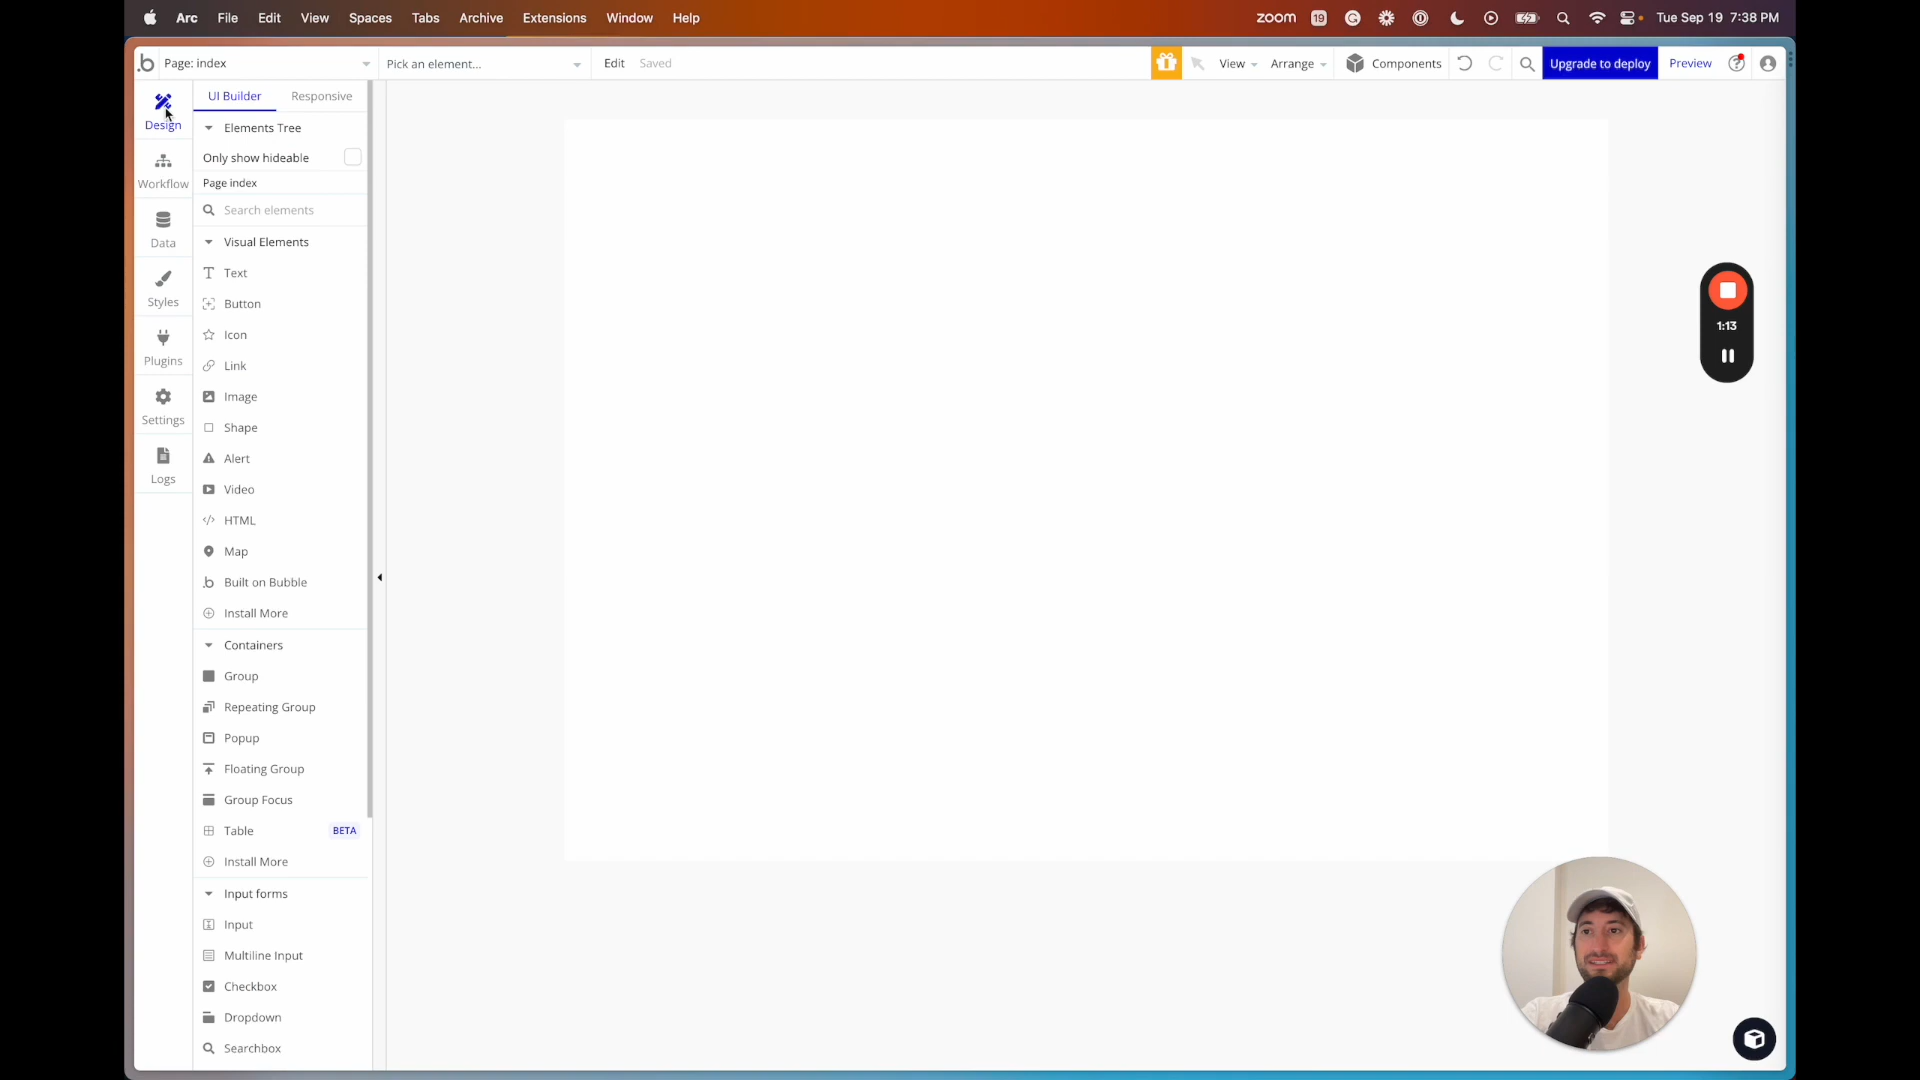 Arc File Edit View Spaces Tabs Archive Extensions Window Help zoom 19 Tue Sep 19 7:38 PM
.b Page: index Pick an element... Edit Saved View Arrange Components Upgrade to deploy Preview
Design
Workflow
Data
Styles
Plugins
Settings
Logs
UI Builder Responsive
Elements Tree
Only show hideable
Page index
Search elements
Visual Elements
Text
Button
Icon
Link
Image
Shape
Alert
Video
</> HTML
Map
.b Built on Bubble
Install More
Containers
Group
Repeating Group
Popup
Floating Group
Group Focus
Table BETA
Install More
Input forms
Input
Multiline Input
Checkbox
Dropdown
Searchbox
1:13